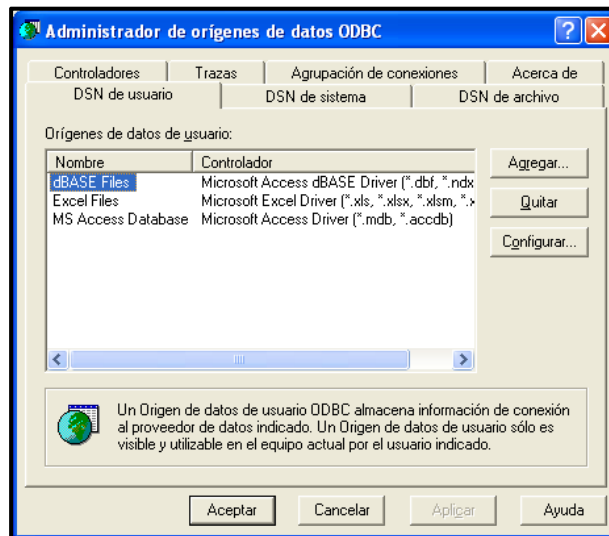 Administrador de orígenes de datos ODBC
Controladores Trazas Agrupación de conexiones Acerca de
DSN de usuario DSN de sistema DSN de archivo
Orígenes de datos de usuario:
Nombre Controlador
dBASE Files Microsoft Access dBASE Driver (*.dbf, *.ndx
Excel Files Microsoft Excel Driver (*.xls, *.xlsx, *.xlsm, *.x
MS Access Database Microsoft Access Driver (*.mdb, *.accdb)
Agregar...
Quitar
Configurar...
Un Origen de datos de usuario ODBC almacena información de conexión
al proveedor de datos indicado. Un Origen de datos de usuario sólo es
visible y utilizable en el equipo actual por el usuario indicado.
Aceptar Cancelar Aplicar Ayuda